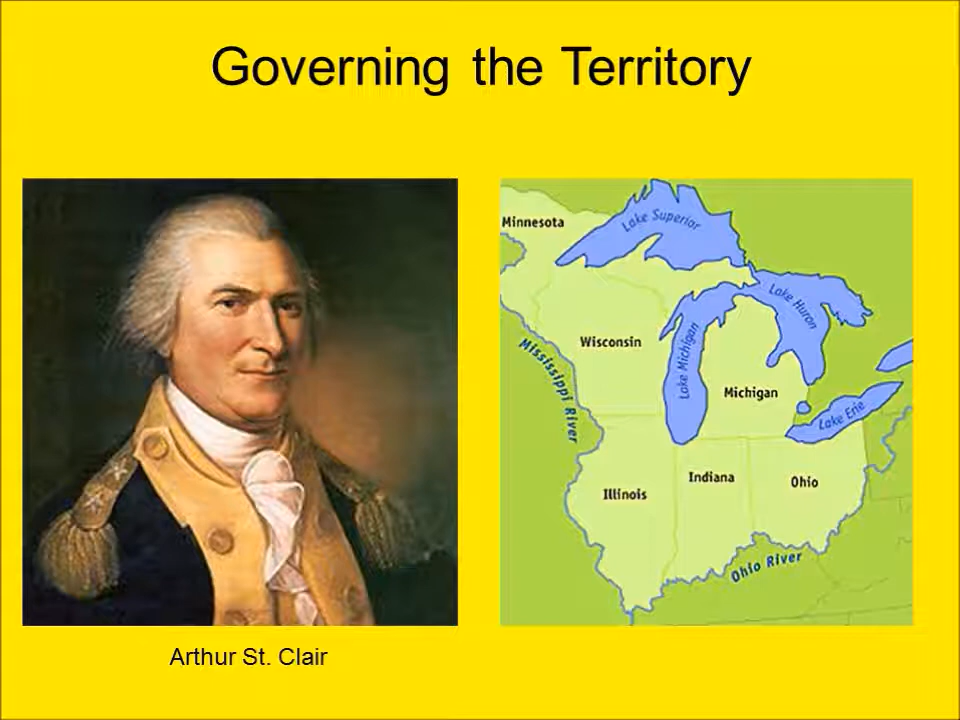 Governing the Territory
Minnesota
Lake Superior
Lake Huron
Wisconsin
Mississippi River
Lake Michigan
Michigan
Lake Erie
Illinois
Indiana
Ohio
Ohio River
Arthur St. Clair